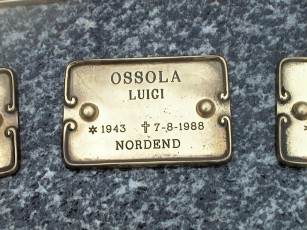 OSSOLA
LUIGI
✲ 1943 ✝ 7-8-1988
NORDEND